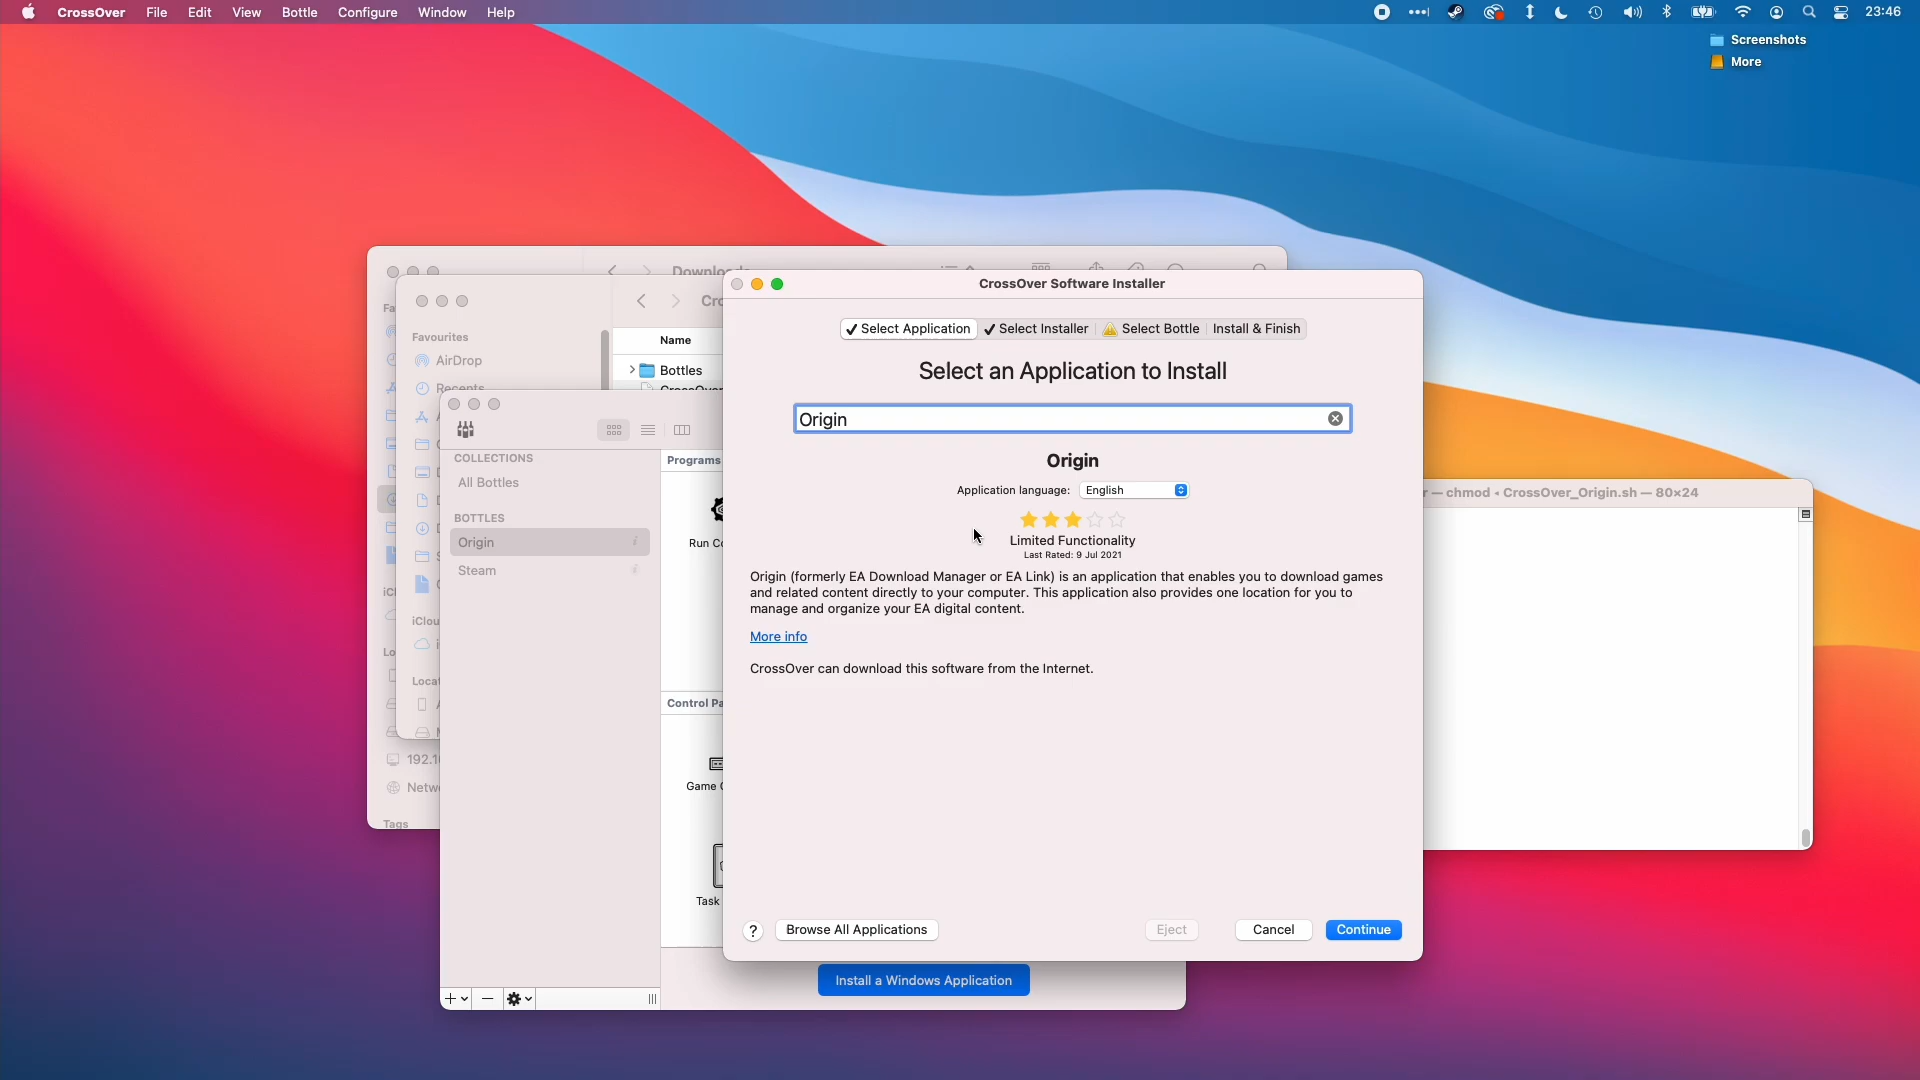 CrossOver File Edit View Bottle Configure Window Help
23:46
Screenshots
More
Favourites
AirDrop
Recents
Name
Bottles
COLLECTIONS
All Bottles
BOTTLES
Origin
Steam
Programs
Tags
CrossOver Software Installer
Select Application Select Installer Select Bottle Install & Finish
Select an Application to Install
Origin
Origin
Application language: English
Limited Functionality
Last Rated: 9 Jul 2021
Origin (formerly EA Download Manager or EA Link) is an application that enables you to download games
and related content directly to your computer. This application also provides one location for you to
manage and organize your EA digital content.
More info
CrossOver can download this software from the Internet.
? Browse All Applications Eject Cancel Continue
Install a Windows Application
— chmod ◂ CrossOver_Origin.sh — 80×24